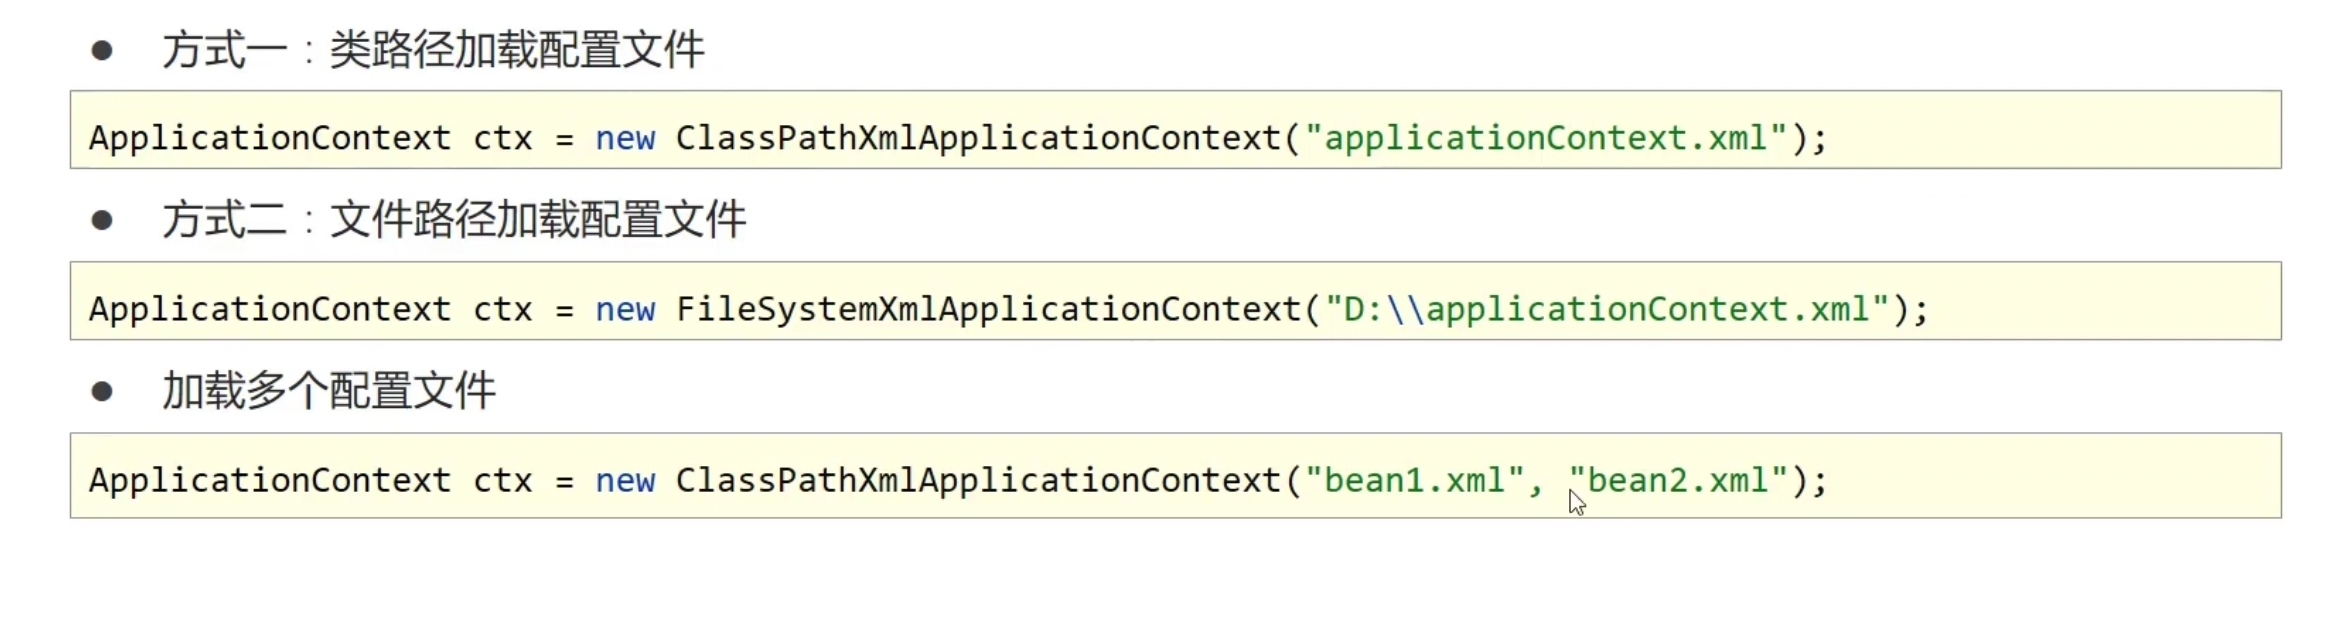 ● 方式一：类路径加载配置文件
ApplicationContext ctx = new ClassPathXmlApplicationContext("applicationContext.xml");
● 方式二：文件路径加载配置文件
ApplicationContext ctx = new FileSystemXmlApplicationContext("D:\\applicationContext.xml");
● 加载多个配置文件
ApplicationContext ctx = new ClassPathXmlApplicationContext("bean1.xml", "bean2.xml");